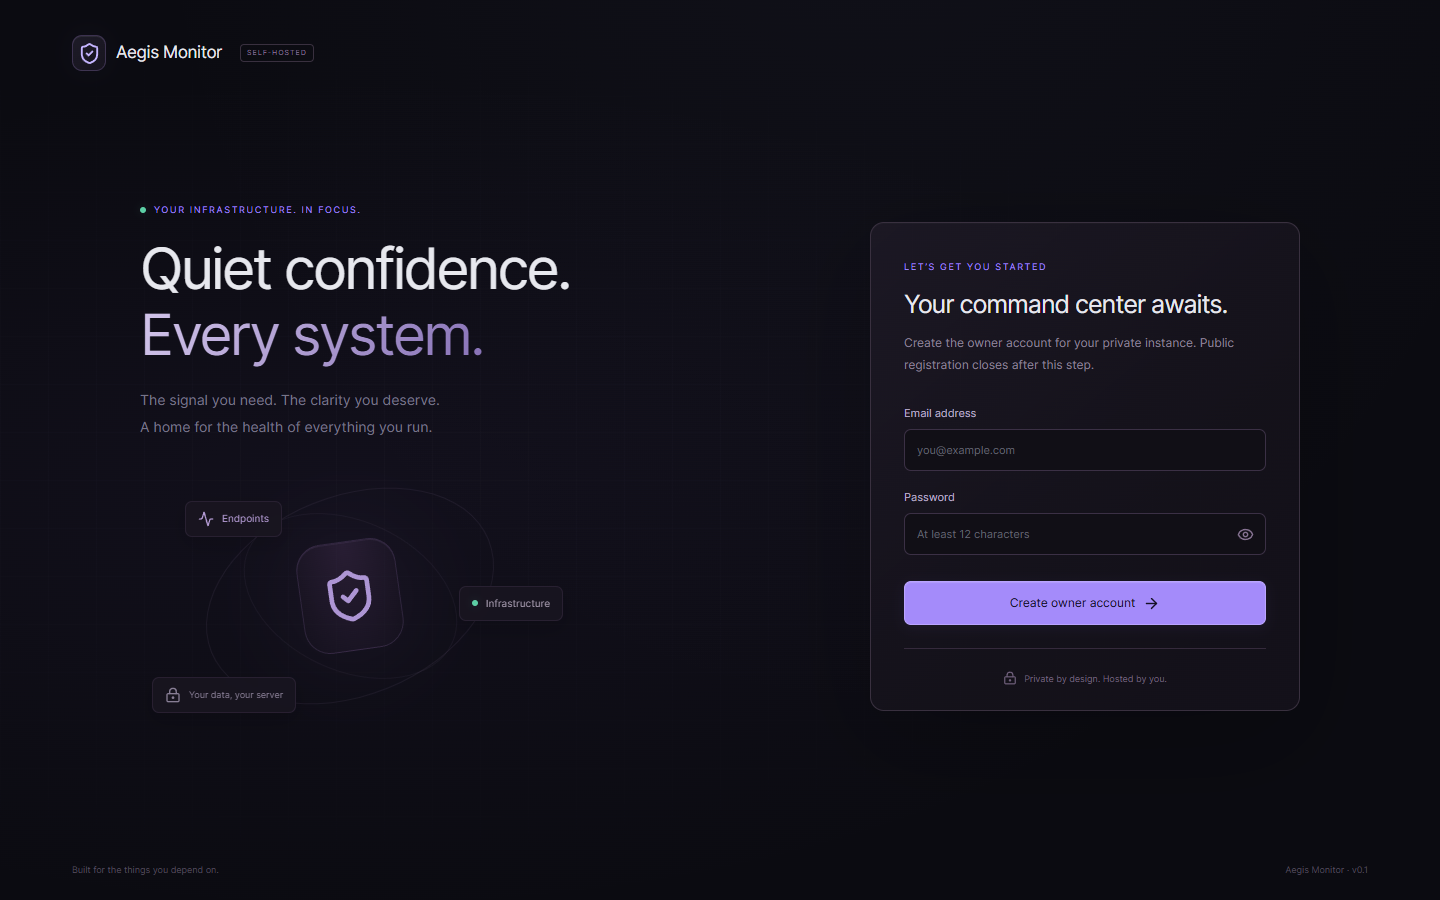 Aegis Monitor
SELF-HOSTED
YOUR INFRASTRUCTURE. IN FOCUS.
Quiet confidence.
Every system.
The signal you need. The clarity you deserve.
A home for the health of everything you run.
Endpoints
Infrastructure
Your data, your server
LET'S GET YOU STARTED
Your command center awaits.
Create the owner account for your private instance. Public
registration closes after this step.
Email address
you@example.com
Password
At least 12 characters
Create owner account
Private by design. Hosted by you.
Built for the things you depend on.
Aegis Monitor · v0.1